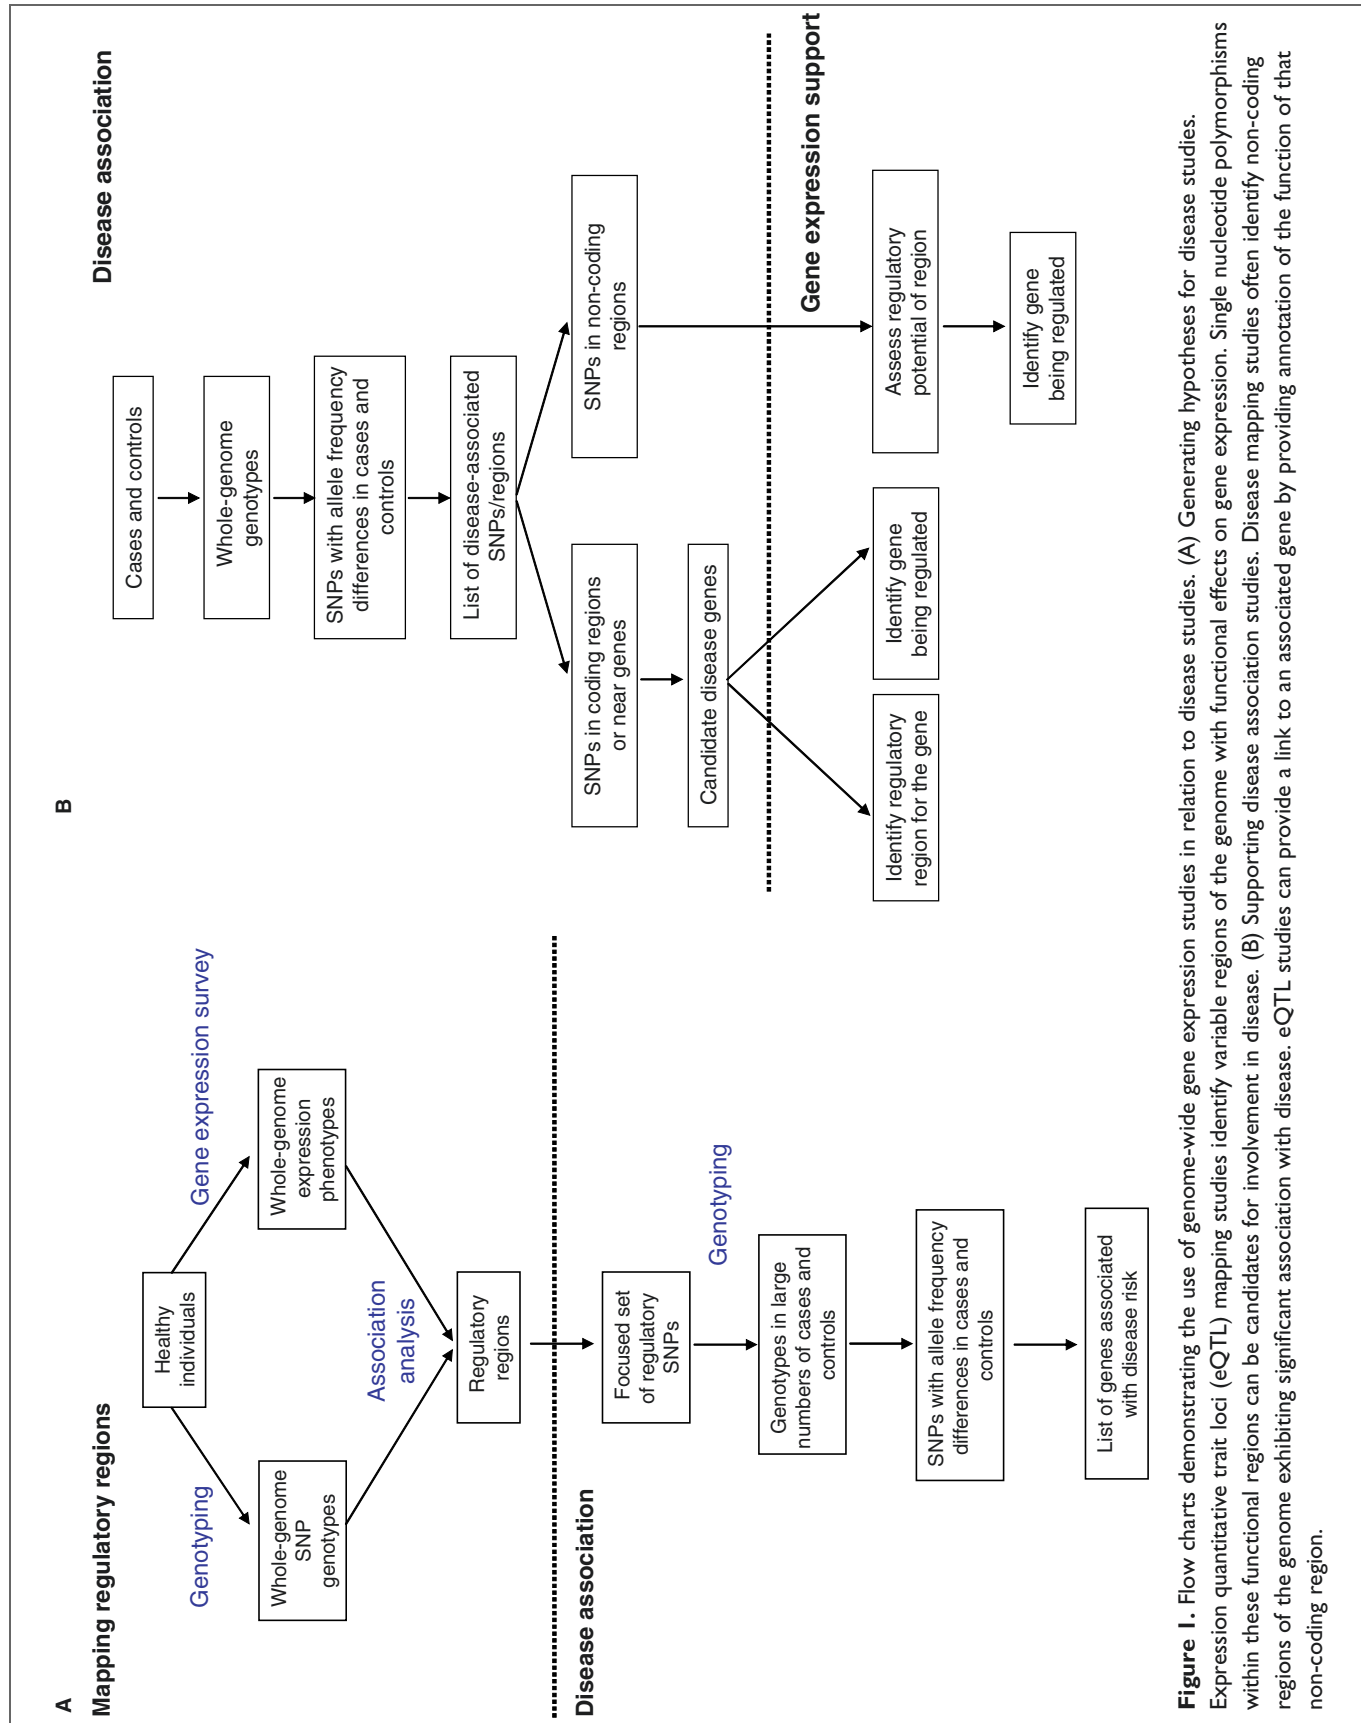 A
Mapping regulatory regions
Healthy
individuals
Genotyping
Gene expression survey
Whole-genome
SNP
genotypes
Whole-genome
expression
phenotypes
Association
analysis
Regulatory
regions
Disease association
Focused set
of regulatory
SNPs
Genotyping
Genotypes in large
numbers of cases and
controls
SNPs with allele frequency
differences in cases and
controls
List of genes associated
with disease risk
B
Disease association
Cases and controls
Whole-genome
genotypes
SNPs with allele frequency
differences in cases and
controls
List of disease-associated
SNPs/regions
SNPs in coding regions
or near genes
SNPs in non-coding
regions
Candidate disease genes
Gene expression support
Identify regulatory
region for the gene
Identify gene
being regulated
Assess regulatory
potential of region
Identify gene
being regulated
Figure 1. Flow charts demonstrating the use of genome-wide gene expression studies in relation to disease studies. (A) Generating hypotheses for disease studies.
Expression quantitative trait loci (eQTL) mapping studies identify variable regions of the genome with functional effects on gene expression. Single nucleotide polymorphisms
within these functional regions can be candidates for involvement in disease. (B) Supporting disease association studies. Disease mapping studies often identify non-coding
regions of the genome exhibiting significant association with disease. eQTL studies can provide a link to an associated gene by providing annotation of the function of that
non-coding region.